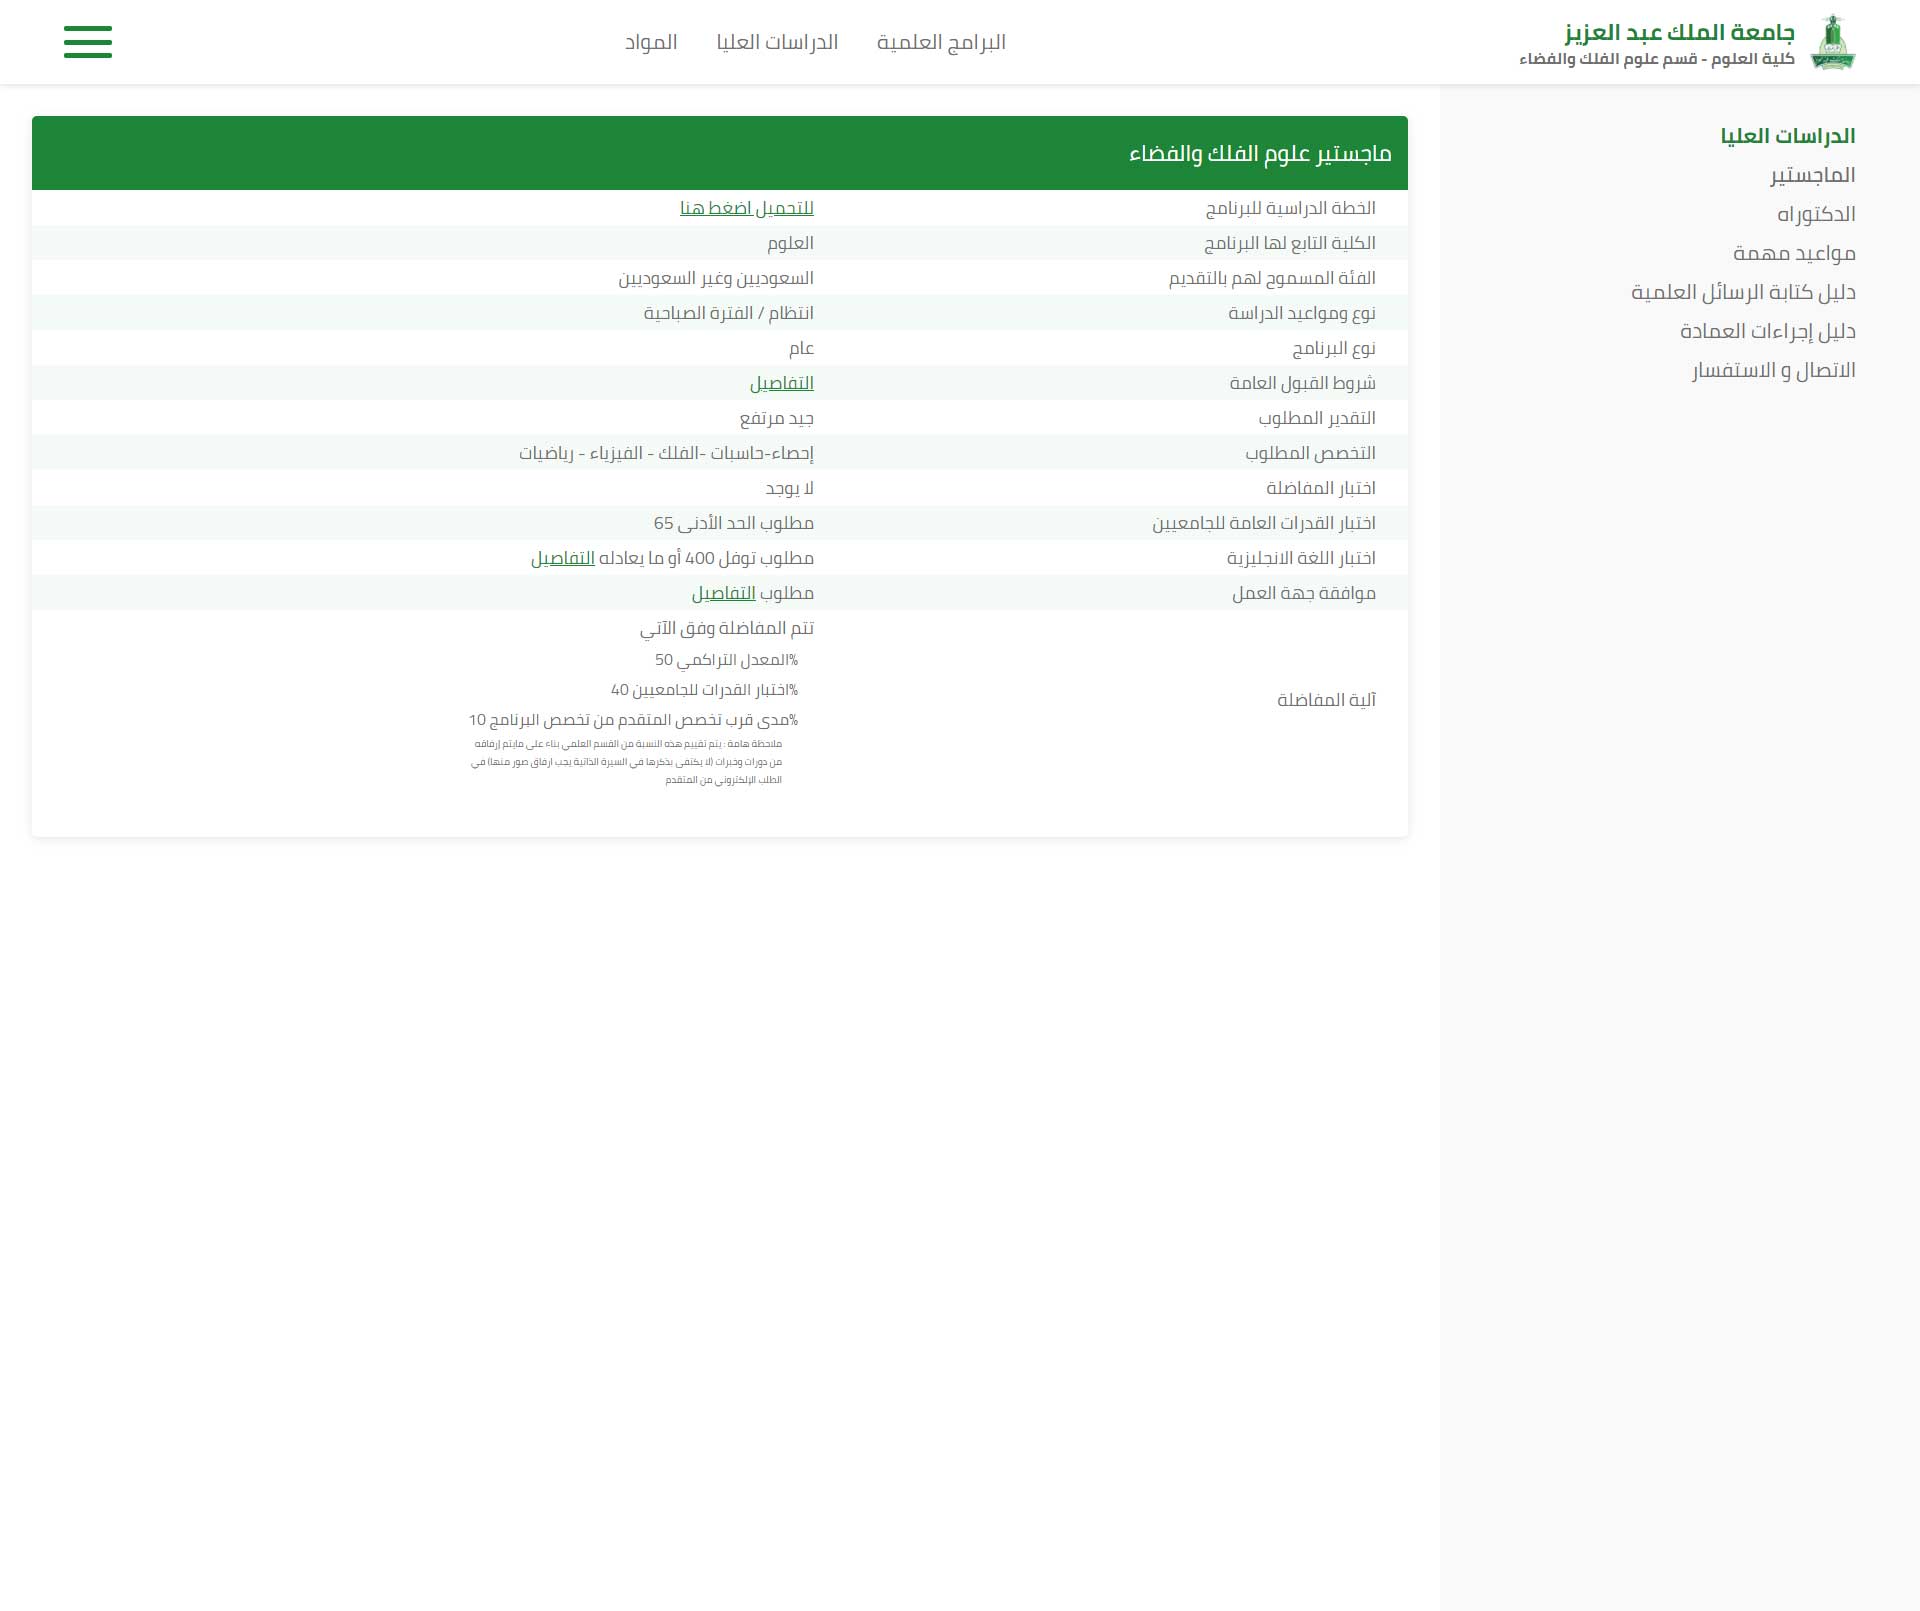 جامعة الملك عبد العزيز
كلية العلوم - قسم علوم الفلك والفضاء
البرامج العلمية الدراسات العليا المواد
الدراسات العليا
الماجستير
الدكتوراه
مواعيد مهمة
دليل كتابة الرسائل العلمية
دليل إجراءات العمادة
الاتصال و الاستفسار
ماجستير علوم الفلك والفضاء
الخطة الدراسية للبرنامج للتحميل اضغط هنا
الكلية التابع لها البرنامج العلوم
الفئة المسموح لهم بالتقديم السعوديين وغير السعوديين
نوع ومواعيد الدراسة انتظام / الفترة الصباحية
نوع البرنامج عام
شروط القبول العامة التفاصيل
التقدير المطلوب جيد مرتفع
التخصص المطلوب إحصاء-حاسبات -الفلك - الفيزياء - رياضيات
اختبار المفاضلة لا يوجد
اختبار القدرات العامة للجامعيين مطلوب الحد الأدنى 65
اختبار اللغة الانجليزية مطلوب توفل 400 أو ما يعادله التفاصيل
موافقة جهة العمل مطلوب التفاصيل
آلية المفاضلة
تتم المفاضلة وفق الآتي
%المعدل التراكمي 50
%اختبار القدرات للجامعيين 40
%مدى قرب تخصص المتقدم من تخصص البرنامج 10
ملاحظة هامة : يتم تقييم هذه النسبة من القسم العلمي بناء على مايتم إرفاقه
من دورات وخبرات (لا يكتفى بذكرها في السيرة الذاتية يجب ارفاق صور منها) في
الطلب الإلكتروني من المتقدم